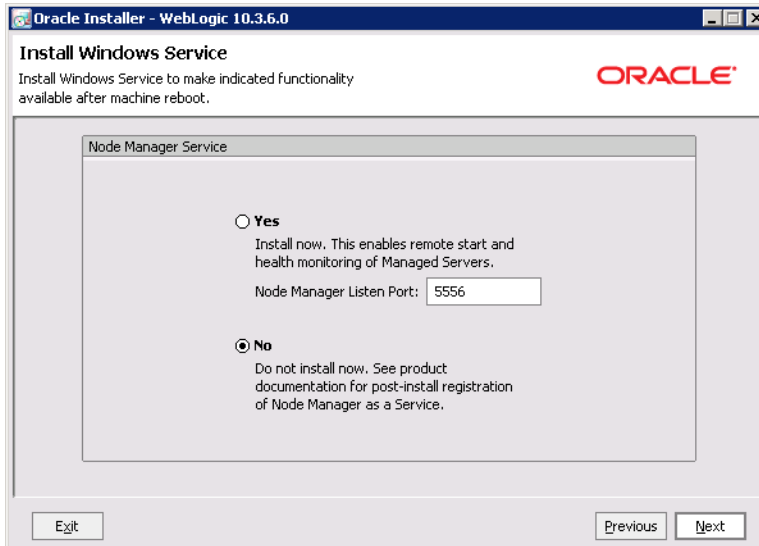 Oracle Installer - WebLogic 10.3.6.0
Install Windows Service
Install Windows Service to make indicated functionality
available after machine reboot.
ORACLE
Node Manager Service
Yes
Install now. This enables remote start and
health monitoring of Managed Servers.
Node Manager Listen Port: 5556
No
Do not install now. See product
documentation for post-install registration
of Node Manager as a Service.
Exit Previous Next